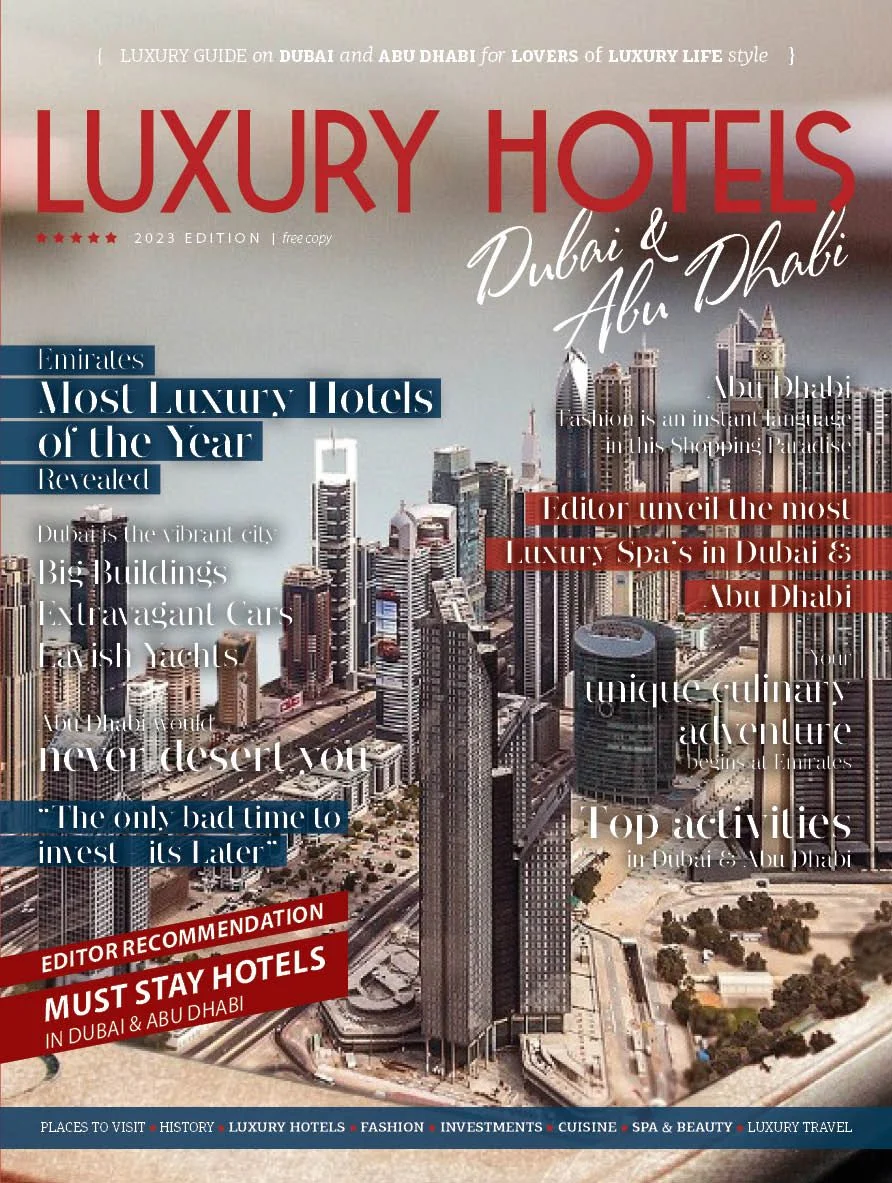 { LUXURY GUIDE on DUBAI and ABU DHABI for LOVERS of LUXURY LIFE style }
LUXURY HOTELS
Dubai &
Abu Dhabi
★★★★★ 2023 EDITION | free copy
Emirates
Most Luxury Hotels
of the Year
Revealed
Dubai is the vibrant city
Big Buildings
Extravagant Cars
Lavish Yachts
Abu Dhabi would
never desert you
“The only bad time to
invest - its Later”
EDITOR RECOMMENDATION
MUST STAY HOTELS
IN DUBAI & ABU DHABI
Abu Dhabi
Fashion is an instant language
in this Shopping Paradise
Editor unveil the most
Luxury Spa's in Dubai &
Abu Dhabi
Your
unique culinary
adventure
begins at Emirates
Top activities
in Dubai & Abu Dhabi
PLACES TO VISIT ★ HISTORY ★ LUXURY HOTELS ★ FASHION ★ INVESTMENTS ★ CUISINE ★ SPA & BEAUTY ★ LUXURY TRAVEL